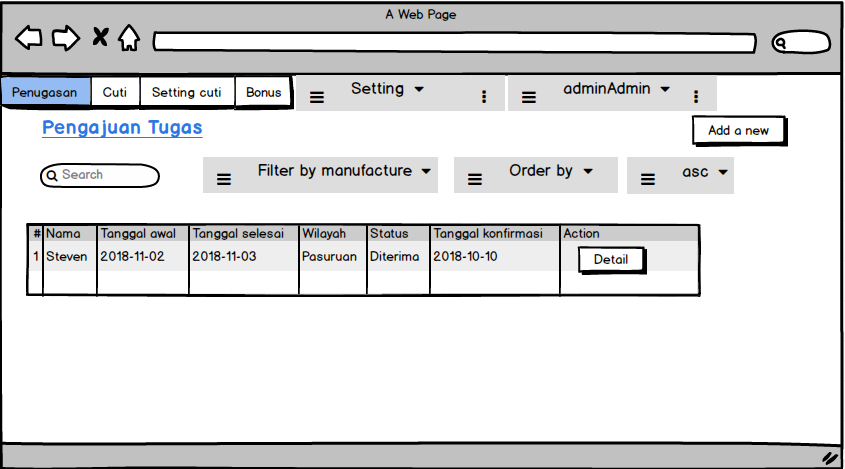 A Web Page
Penugasan Cuti Setting cuti Bonus Setting adminAdmin
Pengajuan Tugas Add a new
Search Filter by manufacture Order by asc
# Nama Tanggal awal Tanggal selesai Wilayah Status Tanggal konfirmasi Action
1 Steven 2018-11-02 2018-11-03 Pasuruan Diterima 2018-10-10 Detail